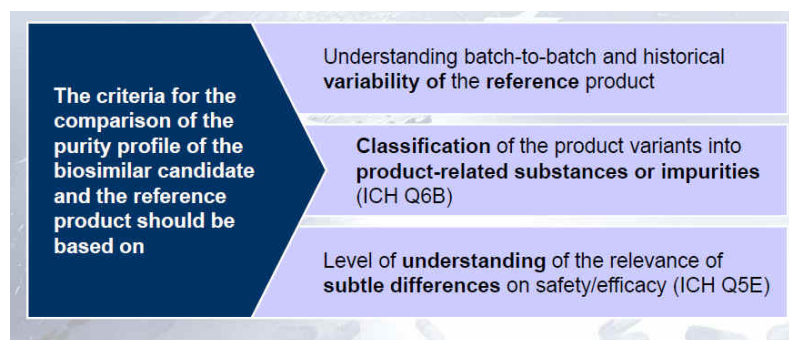 The criteria for the
comparison of the
purity profile of the
biosimilar candidate
and the reference
product should be
based on
Understanding batch-to-batch and historical
variability of the reference product
Classification of the product variants into
product-related substances or impurities
(ICH Q6B)
Level of understanding of the relevance of
subtle differences on safety/efficacy (ICH Q5E)